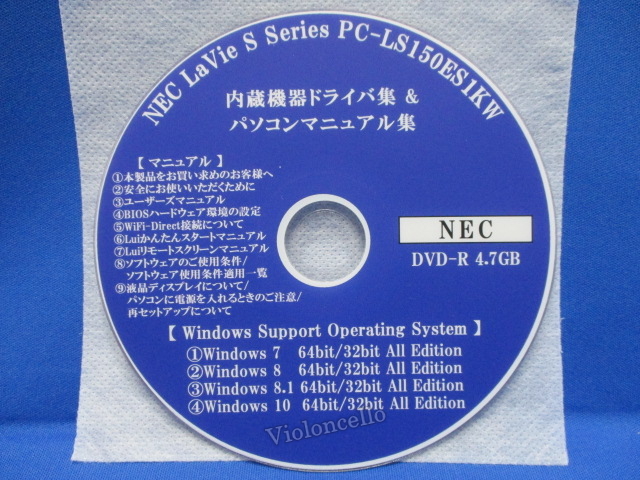 NEC LaVie S Series PC-LS150ES1KW
内蔵機器ドライバ集 &
パソコンマニュアル集
【 マニュアル 】
①本製品をお買い求めのお客様へ
②安全にお使いいただくために
③ユーザーズマニュアル
④BIOSハードウェア環境の設定
⑤WiFi-Direct接続について
⑥Luiかんたんスタートマニュアル
⑦Luiリモートスクリーンマニュアル
⑧ソフトウェアのご使用条件/
ソフトウェア使用条件適用一覧
⑨液晶ディスプレイについて/
パソコンに電源を入れるときのご注意/
再セットアップについて
NEC
DVD-R 4.7GB
【 Windows Support Operating System 】
①Windows 7 64bit/32bit All Edition
②Windows 8 64bit/32bit All Edition
③Windows 8.1 64bit/32bit All Edition
④Windows 10 64bit/32bit All Edition
Violoncello